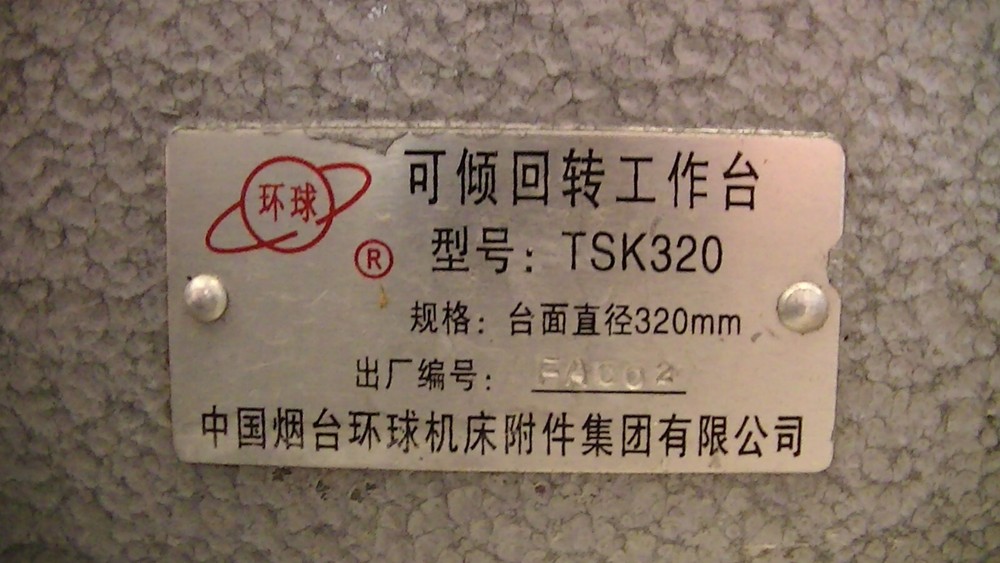 环球
®
可倾回转工作台
型号：TSK320
规格：台面直径320mm
出厂编号：
中国烟台环球机床附件集团有限公司